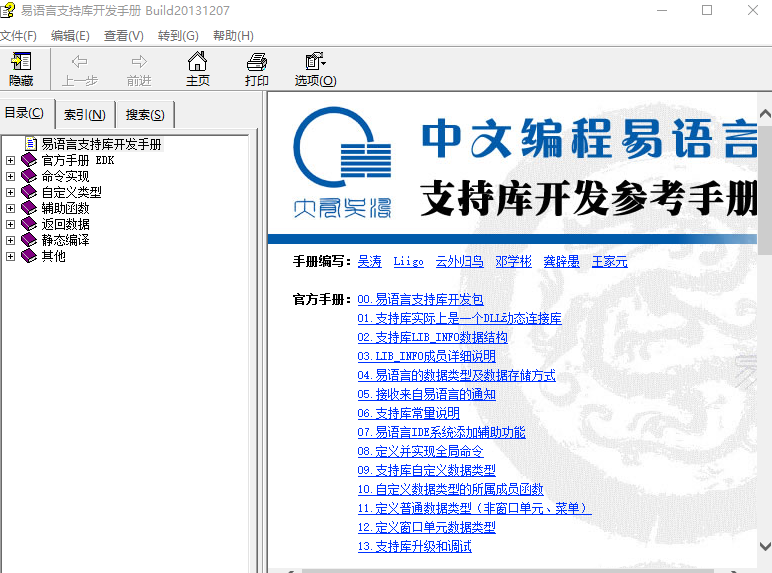 易语言支持库开发手册 Build20131207
文件(F) 编辑(E) 查看(V) 转到(G) 帮助(H)
隐藏 上一步 前进 主页 打印 选项(O)
目录(C) 索引(N) 搜索(S)
易语言支持库开发手册
官方手册 EDK
命令实现
自定义类型
辅助函数
返回数据
静态编译
其他
中文编程易语言
支持库开发参考手册
大有吴涛
手册编写：吴涛 Liigo 云外归鸟 邓学彬 龚辟愚 王家元
官方手册：00.易语言支持库开发包
01.支持库实际上是一个DLL动态连接库
02.支持库LIB_INFO数据结构
03.LIB_INFO成员详细说明
04.易语言的数据类型及数据存储方式
05.接收来自易语言的通知
06.支持库常量说明
07.易语言IDE系统添加辅助功能
08.定义并实现全局命令
09.支持库自定义数据类型
10.自定义数据类型的所属成员函数
11.定义普通数据类型（非窗口单元、菜单）
12.定义窗口单元数据类型
13.支持库升级和调试